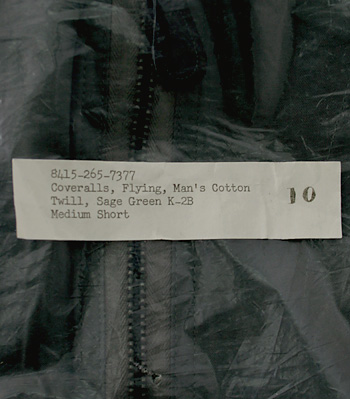 8415-265-7377
Coveralls, Flying, Man's Cotton
Twill, Sage Green K-2B
Medium Short
10